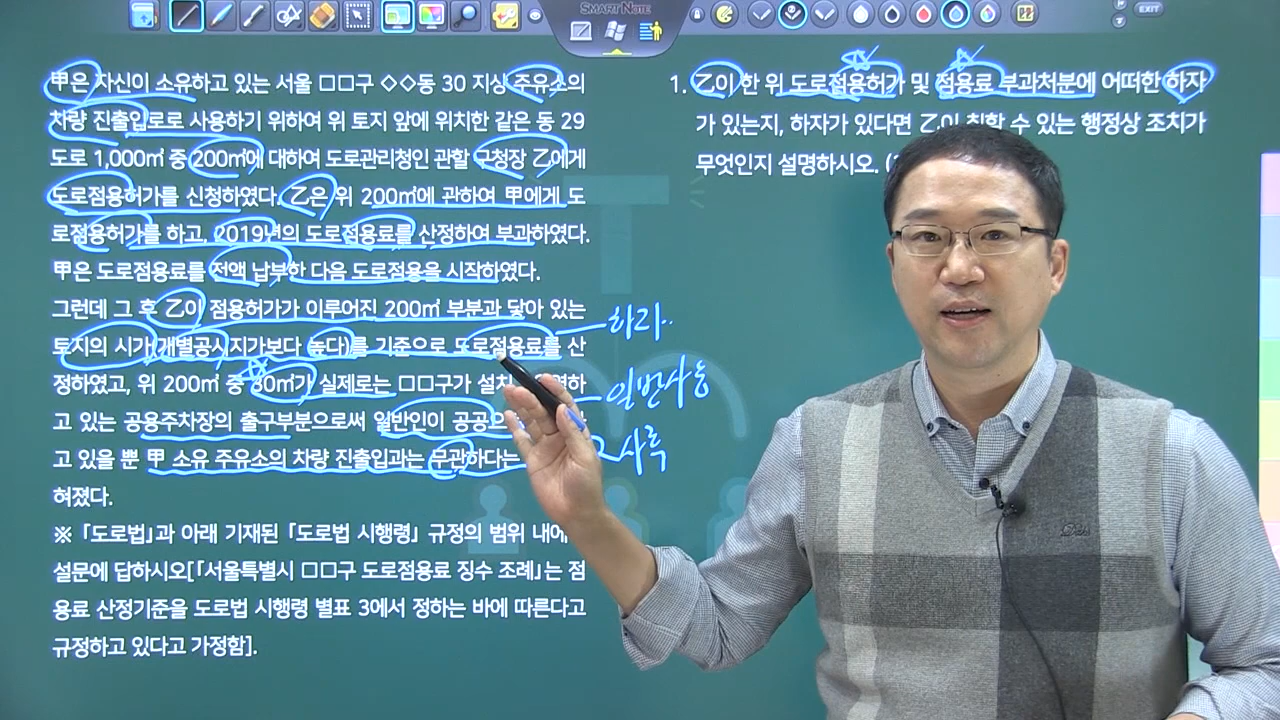 SMART NOTE
EXIT
甲은 자신이 소유하고 있는 서울 □□구 ◇◇동 30 지상 주유소의
차량 진출입로로 사용하기 위하여 위 토지 앞에 위치한 같은 동 29
도로 1,000㎡ 중 200㎡에 대하여 도로관리청인 관할 구청장 乙에게
도로점용허가를 신청하였다. 乙은 위 200㎡에 관하여 甲에게 도
로점용허가를 하고, 2019년의 도로점용료를 산정하여 부과하였다.
甲은 도로점용료를 전액 납부한 다음 도로점용을 시작하였다.
그런데 그 후 乙이 점용허가가 이루어진 200㎡ 부분과 닿아 있는
토지의 시가(개별공시지가보다 높다)를 기준으로 도로점용료를 산
정하였고, 위 200㎡ 중 80㎡가 실제로는 □□구가 설치
고 있는 공용주차장의 출구부분으로써 일반인이 공공
고 있을 뿐 甲 소유 주유소의 차량 진출입과는 무관하다는
혀졌다.
※ 「도로법」과 아래 기재된 「도로법 시행령」 규정의 범위 내에
설문에 답하시오[「서울특별시 □□구 도로점용료 징수 조례」는 점
용료 산정기준을 도로법 시행령 별표 3에서 정하는 바에 따른다고
규정하고 있다고 가정함].
하자..
일반사용
1. 乙이 한 위 도로점용허가 및 점용료 부과처분에 어떠한 하자
가 있는지, 하자가 있다면 乙이 취할 수 있는 행정상 조치가
무엇인지 설명하시오.